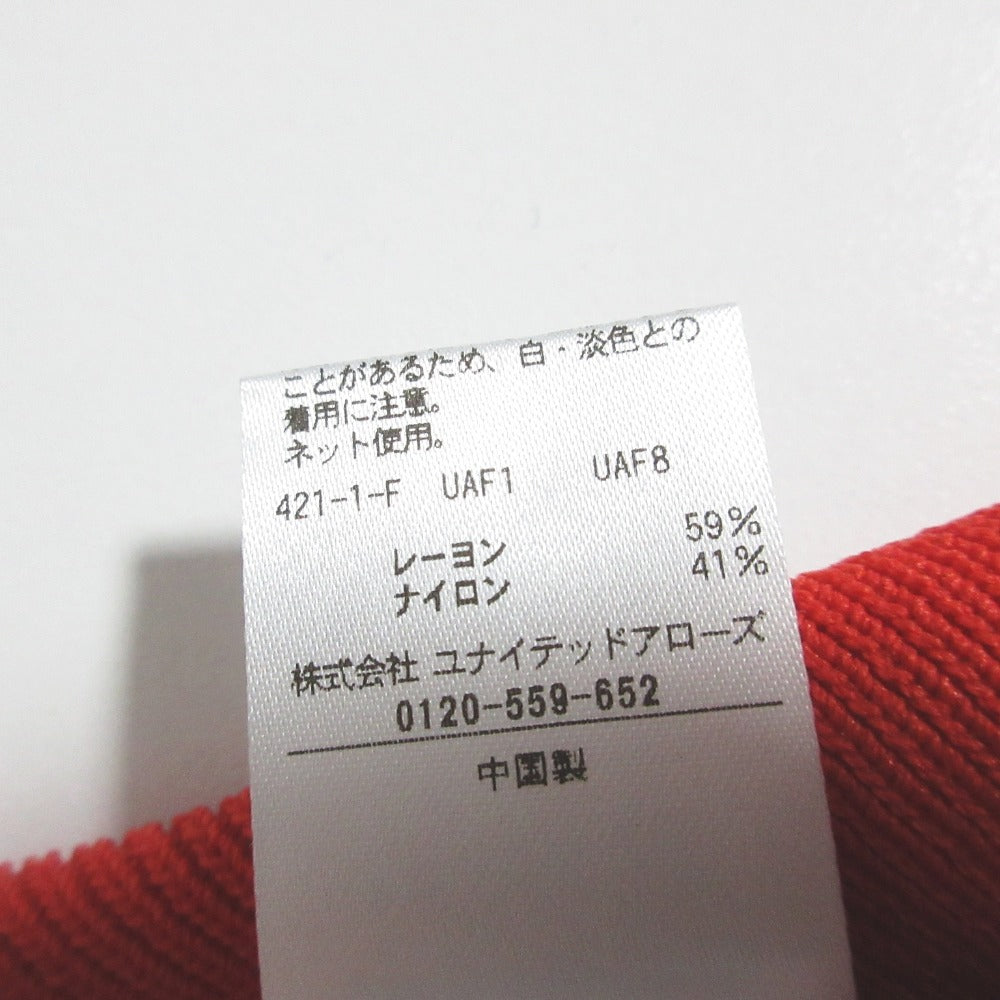 ことがあるため、白・淡色との
着用に注意。
ネット使用。
421-1-F UAF1 UAF8
レーヨン 59%
ナイロン 41%
株式会社 ユナイテッドアローズ
0120-559-652
中国製